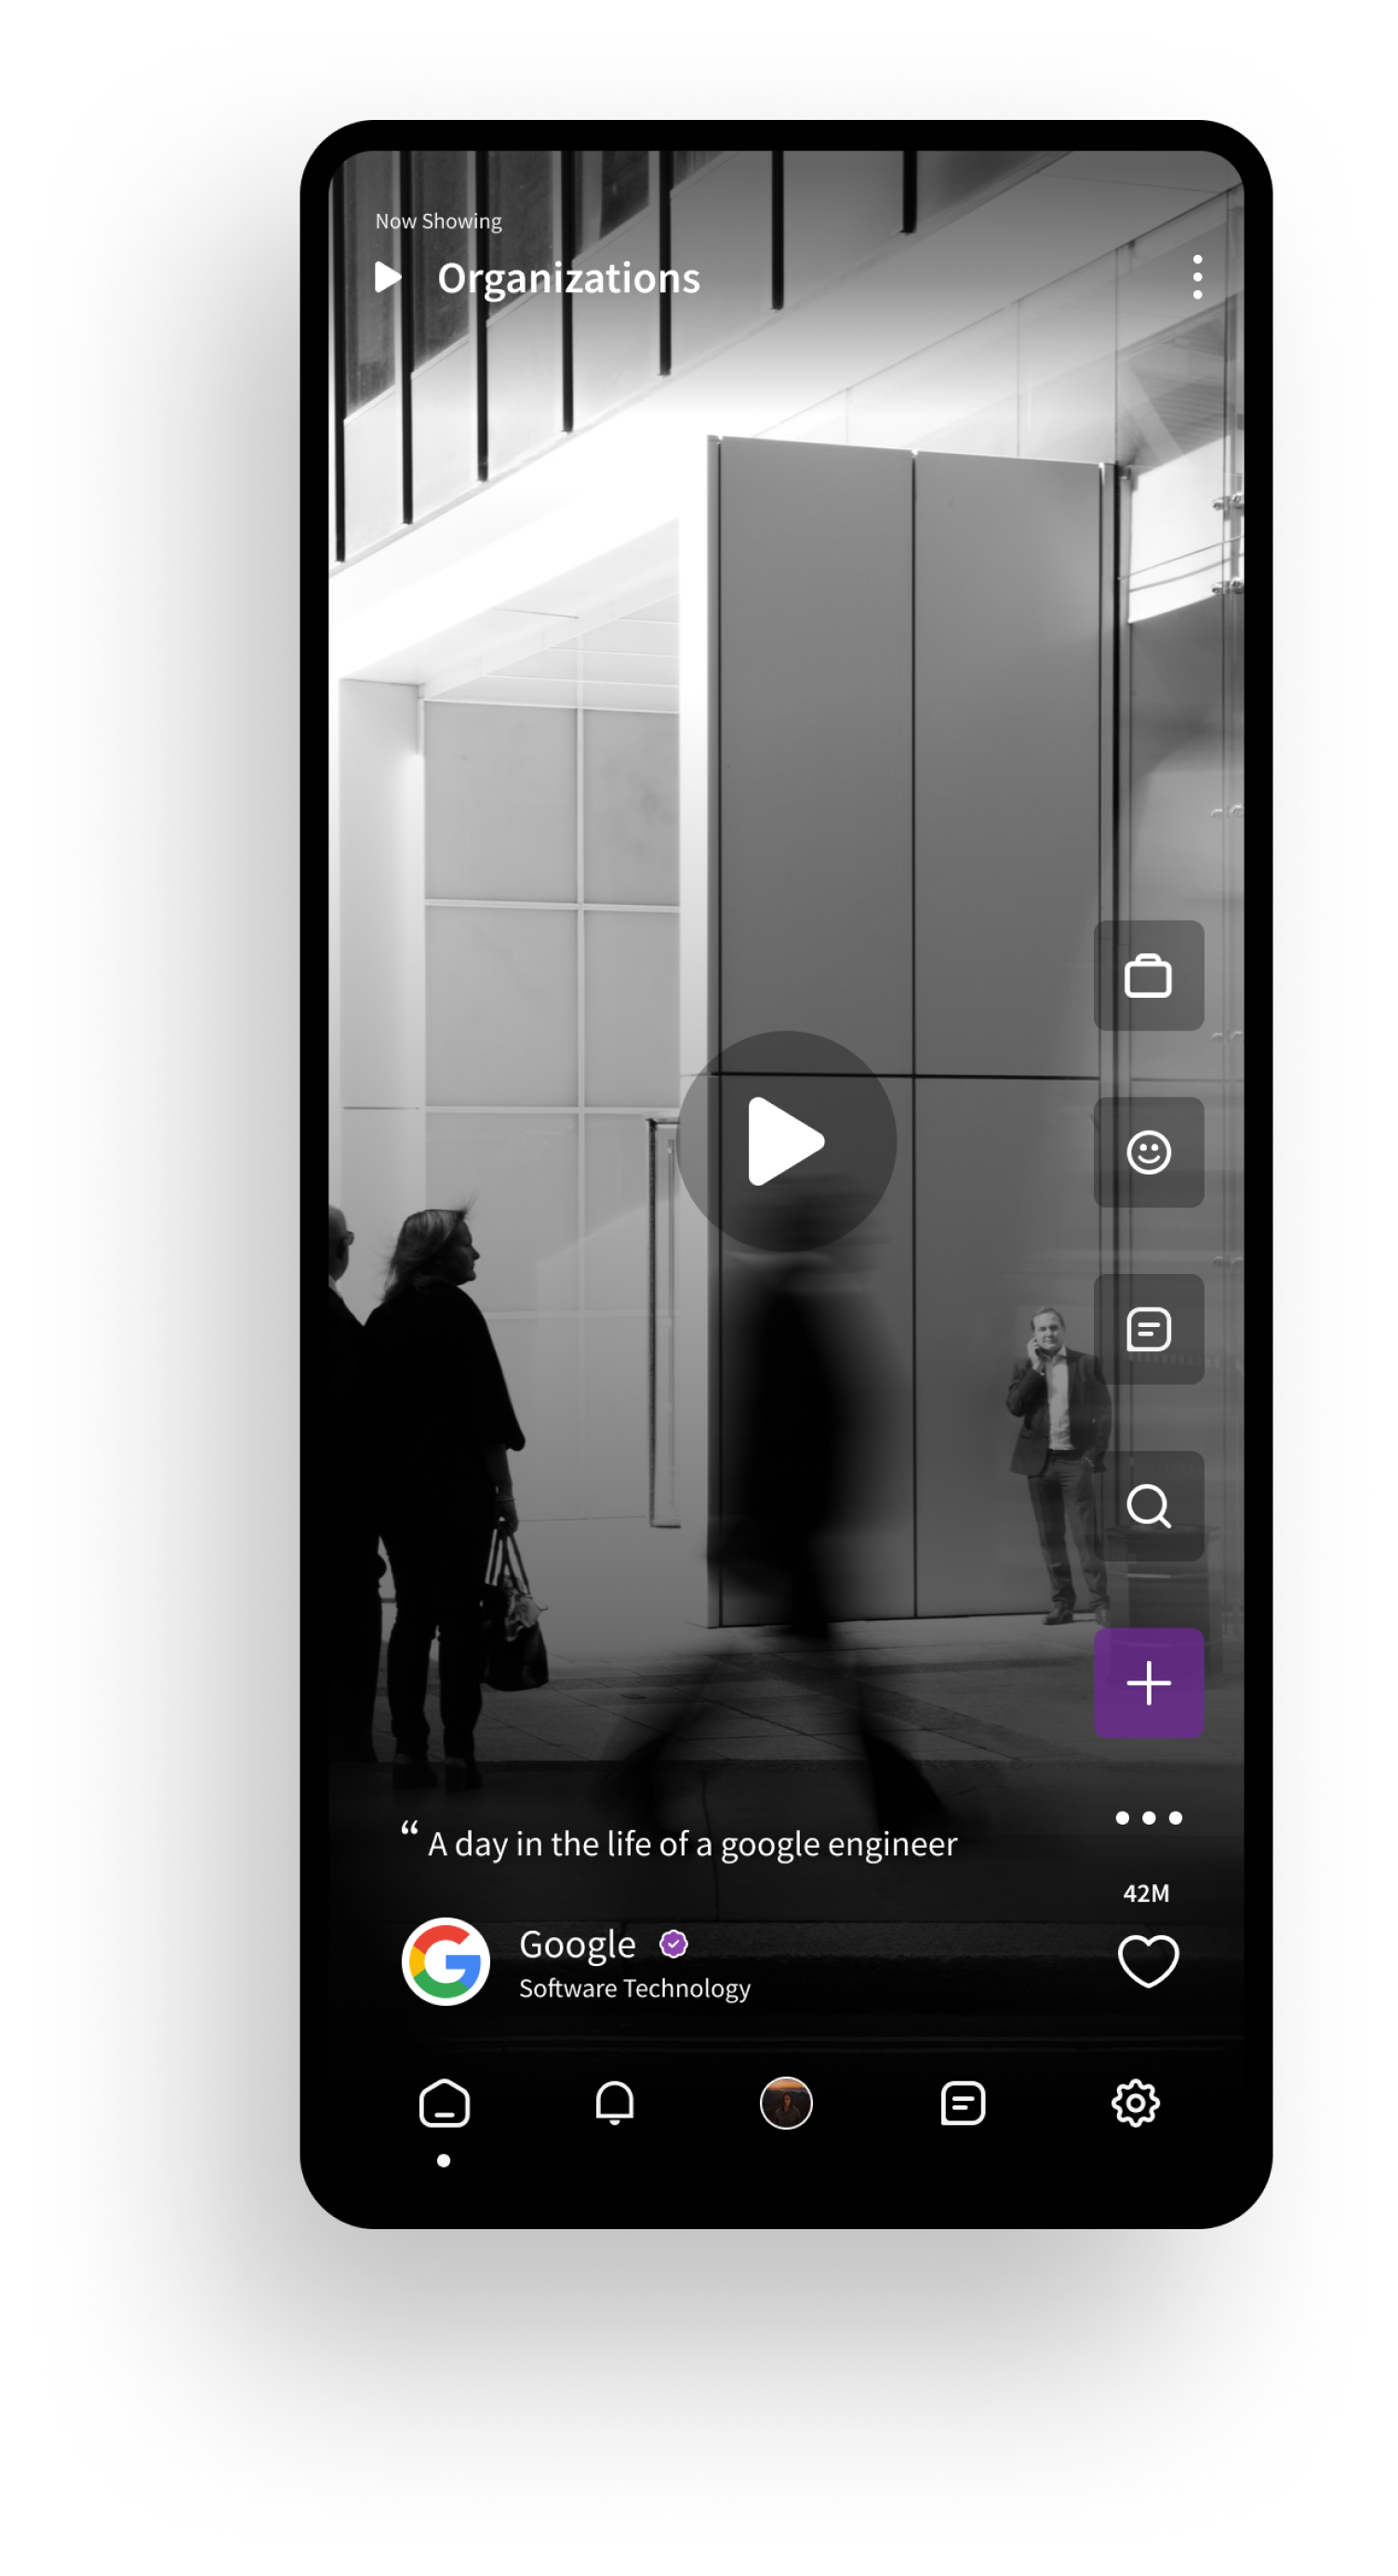 Now Showing
Organizations
“ A day in the life of a google engineer
42M
Google
Software Technology